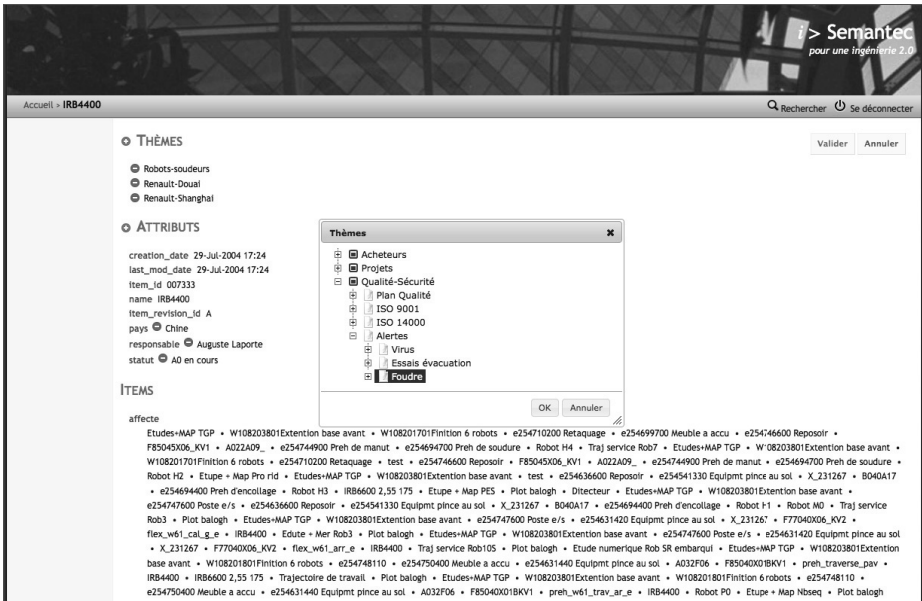 i > Semantec
pour une ingénierie 2.0
Accueil > IRB4400
Rechercher Se déconnecter
THÈMES
Valider Annuler
Robots-soudeurs
Renault-Douai
Renault-Shanghai
ATTRIBUTS
creation_date 29-Jul-2004 17:24
last_mod_date 29-Jul-2004 17:24
item_id 007333
name IRB4400
item_revision_id A
pays Chine
responsable Auguste Laporte
statut A0 en cours
Thèmes
Acheteurs
Projets
Qualité-Sécurité
Plan Qualité
ISO 9001
ISO 14000
Alertes
Virus
Essais évacuation
Foudre
OK Annuler
ITEMS
affecte
Etudes+MAP TGP • W108203801Extention base avant • W108201701Finition 6 robots • e254710200 Retaquage • e254699700 Meuble a accu • e254746600 Reposoir •
F85045X06_KV1 • A022A09_ • e254744900 Preh de manut • e254694700 Preh de soudure • Robot H4 • Traj service Rob7 • Etudes+MAP TGP • W108203801Extention base avant •
W108201701Finition 6 robots • e254710200 Retaquage • test • e254746600 Reposoir • F85045X06_KV1 • A022A09_ • e254744900 Preh de manut • e254694700 Preh de soudure •
Robot H2 • Etupe + Map Pro rid • Etudes+MAP TGP • W108203801Extention base avant • test • e254636600 Reposoir • e254541330 Equipmt pince au sol • X_231267 • B040A17
• e254694400 Preh d'encollage • Robot H3 • IRB6600 2,55 175 • Etupe + Map PES • Plot balogh • Ditecteur • Etudes+MAP TGP • W108203801Extention base avant •
e254747600 Poste e/s • e254636600 Reposoir • e254541330 Equipmt pince au sol • X_231267 • B040A17 • e254694400 Preh d'encollage • Robot H1 • Robot M0 • Traj service
Rob3 • Plot balogh • Etudes+MAP TGP • W108203801Extention base avant • e254747600 Poste e/s • e254631420 Equipmt pince au sol • X_231267 • F77040X06_KV2 •
flex_w61_cal_g_e • IRB4400 • Edute + Mer Rob3 • Plot balogh • Etudes+MAP TGP • W108203801Extention base avant • e254747600 Poste e/s • e254631420 Equipmt pince au sol
• X_231267 • F77040X06_KV2 • flex_w61_arr_e • IRB4400 • Traj service Rob10S • Plot balogh • Etude numerique Rob SR embarqui • Etudes+MAP TGP • W108203801Extention
base avant • W108201801Finition 6 robots • e254748110 • e254750400 Meuble a accu • e254631440 Equipmt pince au sol • A032F06 • F85040X01BKV1 • preh_traverse_pav •
IRB4400 • IRB6600 2,55 175 • Trajectoire de travail • Plot balogh • Etudes+MAP TGP • W108203801Extention base avant • W108201801Finition 6 robots • e254748110 •
e254750400 Meuble a accu • e254631440 Equipmt pince au sol • A032F06 • F85040X01BKV1 • preh_w61_trav_ar_e • IRB4400 • Robot P0 • Etupe + Map Nbseq • Plot balogh